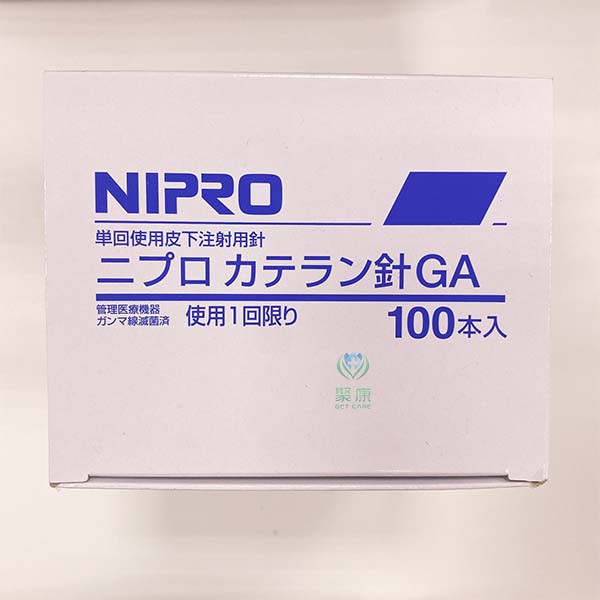 NIPRO
単回使用皮下注射用針
ニプロ カテラン針GA
管理医療機器
ガンマ線滅菌済
使用1回限り
100本入
聚康
GET CARE